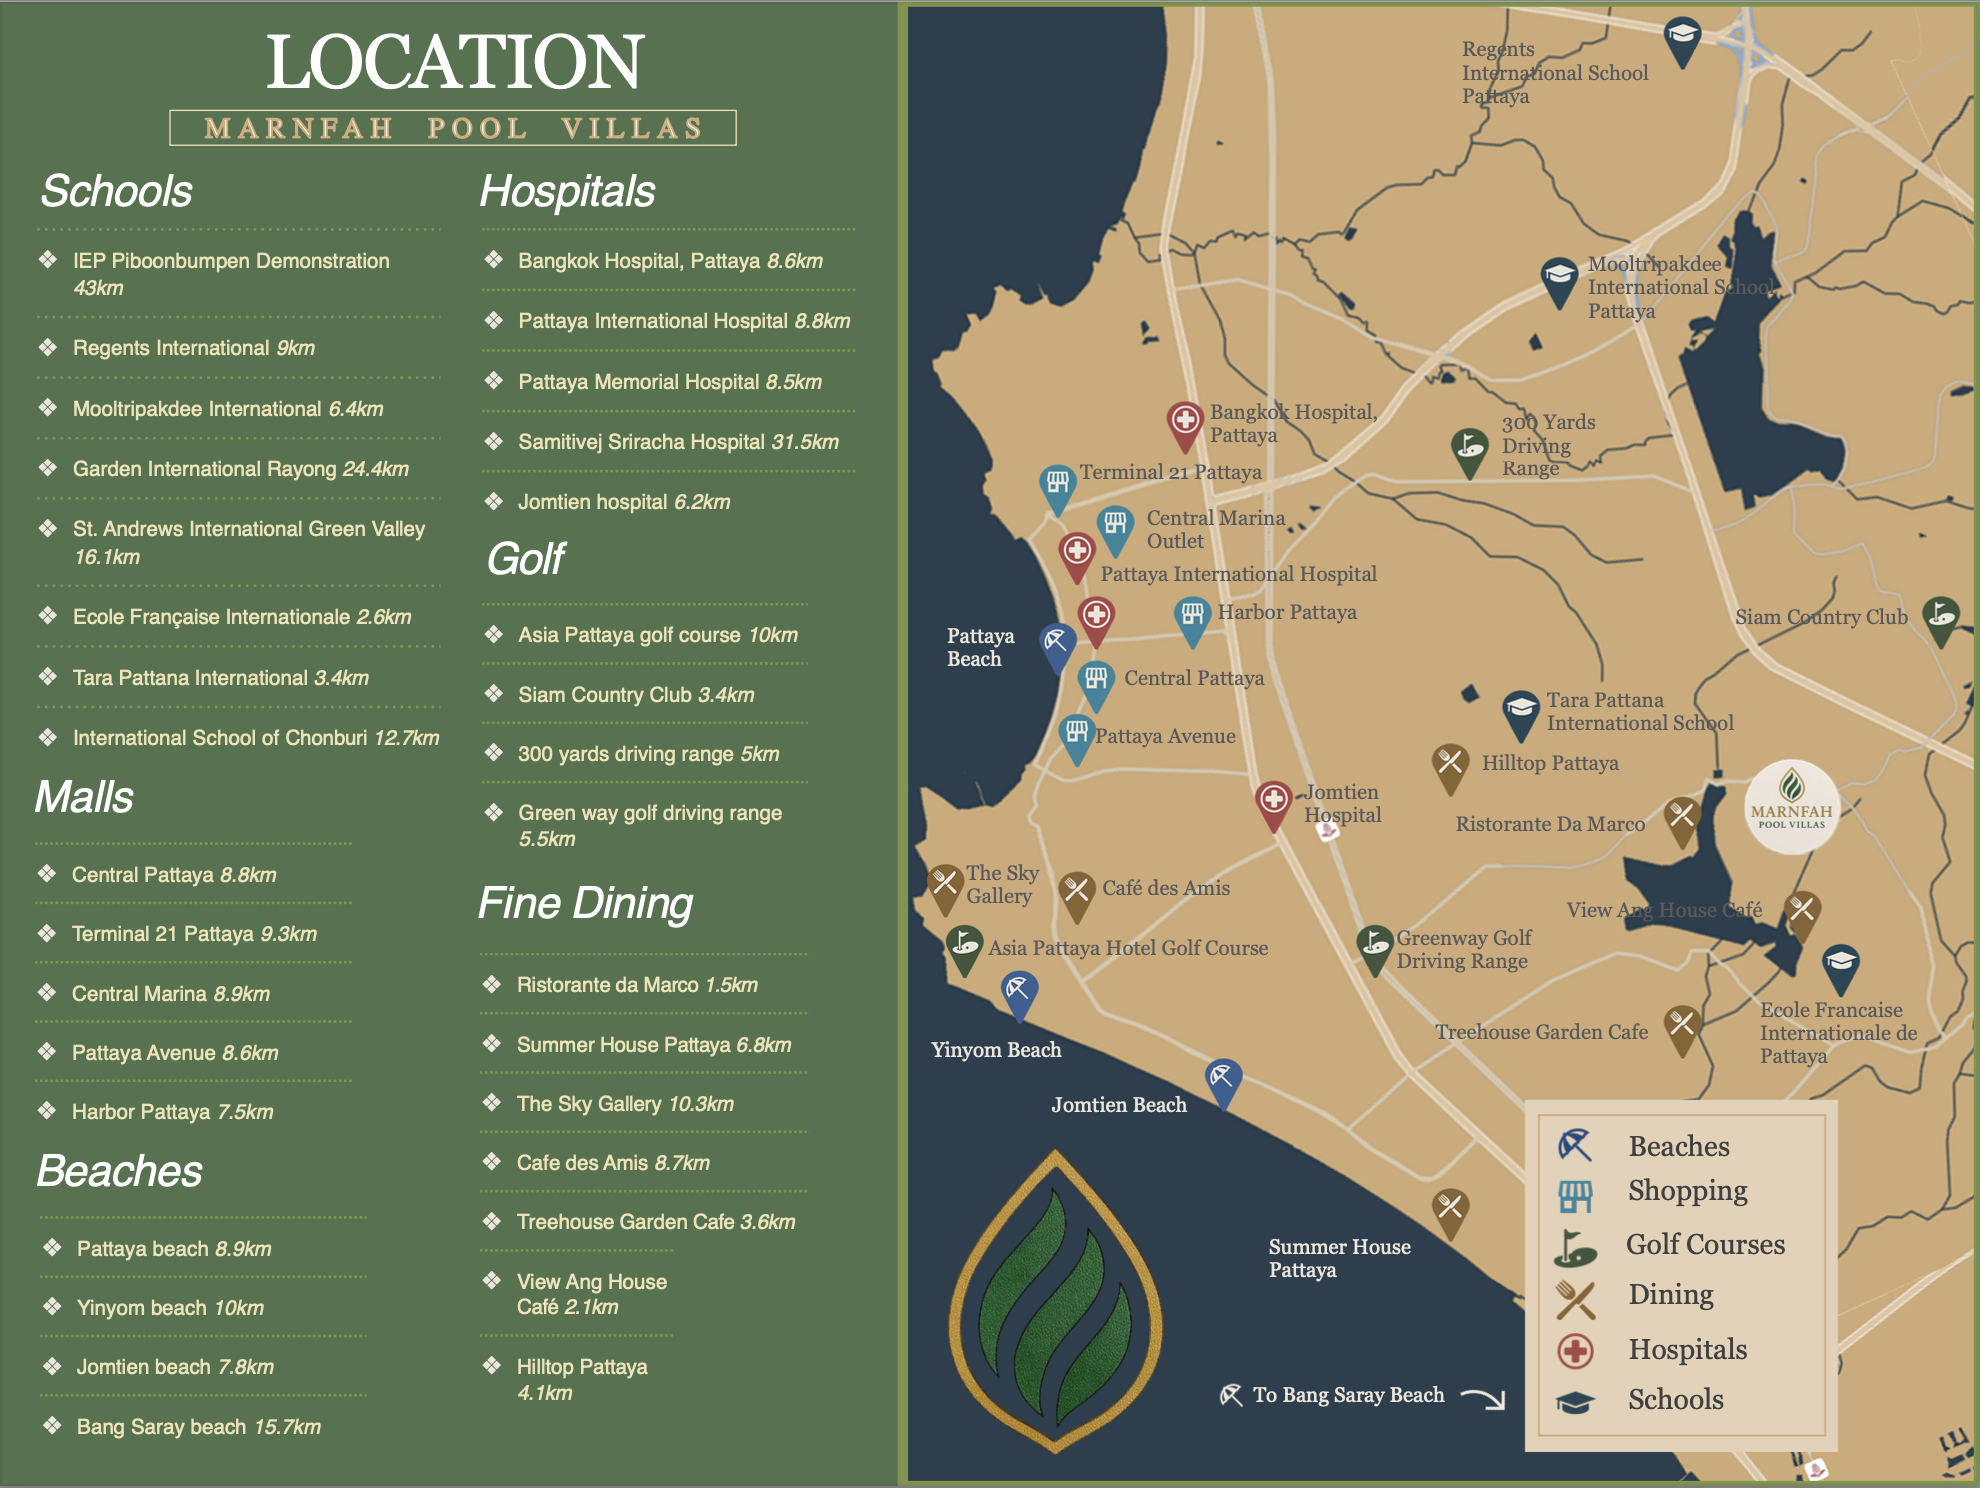 LOCATION
MARNFAH POOL VILLAS
Schools
IEP Piboonbumpen Demonstration
43km
Regents International 9km
Mooltripakdee International 6.4km
Garden International Rayong 24.4km
St. Andrews International Green Valley
16.1km
Ecole Française Internationale 2.6km
Tara Pattana International 3.4km
International School of Chonburi 12.7km
Malls
Central Pattaya 8.8km
Terminal 21 Pattaya 9.3km
Central Marina 8.9km
Pattaya Avenue 8.6km
Harbor Pattaya 7.5km
Beaches
Pattaya beach 8.9km
Yinyom beach 10km
Jomtien beach 7.8km
Bang Saray beach 15.7km
Hospitals
Bangkok Hospital, Pattaya 8.6km
Pattaya International Hospital 8.8km
Pattaya Memorial Hospital 8.5km
Samitivej Sriracha Hospital 31.5km
Jomtien hospital 6.2km
Golf
Asia Pattaya golf course 10km
Siam Country Club 3.4km
300 yards driving range 5km
Green way golf driving range
5.5km
Fine Dining
Ristorante da Marco 1.5km
Summer House Pattaya 6.8km
The Sky Gallery 10.3km
Cafe des Amis 8.7km
Treehouse Garden Cafe 3.6km
View Ang House
Café 2.1km
Hilltop Pattaya
4.1km
Regents
International School
Pattaya
Mooltripakdee
International School
Pattaya
Bangkok Hospital,
Pattaya
300 Yards
Driving
Range
Terminal 21 Pattaya
Central Marina
Outlet
Pattaya International Hospital
Harbor Pattaya
Siam Country Club
Pattaya
Beach
Central Pattaya
Tara Pattana
International School
Pattaya Avenue
Hilltop Pattaya
Jomtien
Hospital
MARNFAH
POOL VILLAS
Ristorante Da Marco
The Sky
Gallery
Café des Amis
View Ang House Café
Asia Pattaya Hotel Golf Course
Greenway Golf
Driving Range
Ecole Francaise
Internationale de
Pattaya
Treehouse Garden Cafe
Yinyom Beach
Jomtien Beach
Summer House
Pattaya
To Bang Saray Beach
Beaches
Shopping
Golf Courses
Dining
Hospitals
Schools